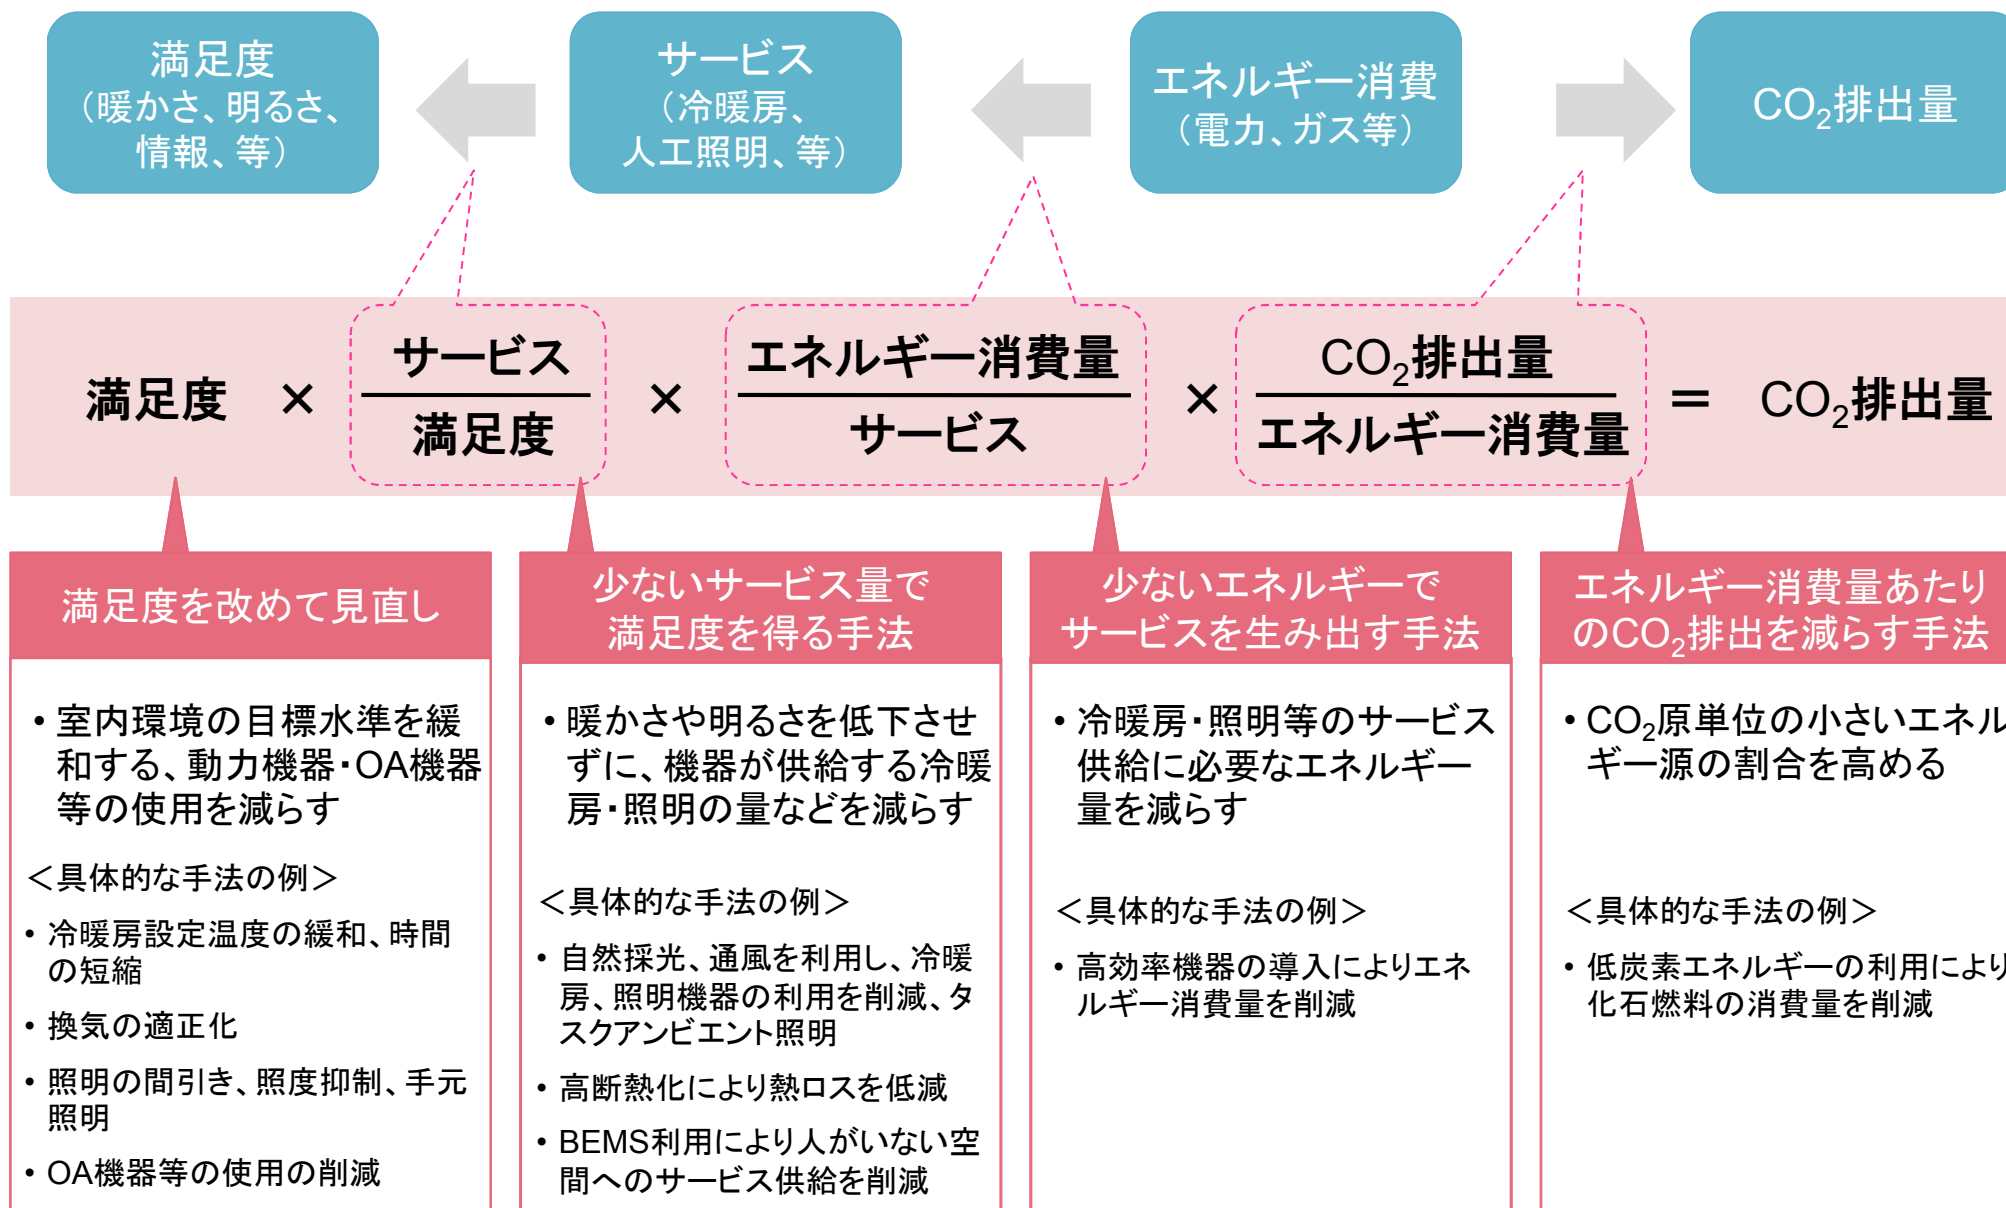 満足度
（暖かさ、明るさ、
情報、等）
サービス
（冷暖房、
人工照明、等）
エネルギー消費
（電力、ガス等）
CO₂排出量
満足度 × サービス / 満足度 × エネルギー消費量 / サービス × CO₂排出量 / エネルギー消費量 ＝ CO₂排出量
満足度を改めて見直し
・室内環境の目標水準を緩
和する、動力機器・OA機器
等の使用を減らす
＜具体的な手法の例＞
・冷暖房設定温度の緩和、時間
の短縮
・換気の適正化
・照明の間引き、照度抑制、手元
照明
・OA機器等の使用の削減
少ないサービス量で
満足度を得る手法
・暖かさや明るさを低下させ
ずに、機器が供給する冷暖
房・照明の量などを減らす
＜具体的な手法の例＞
・自然採光、通風を利用し、冷暖
房、照明機器の利用を削減、タ
スクアンビエント照明
・高断熱化により熱ロスを低減
・BEMS利用により人がいない空
間へのサービス供給を削減
少ないエネルギーで
サービスを生み出す手法
・冷暖房・照明等のサービス
供給に必要なエネルギー
量を減らす
＜具体的な手法の例＞
・高効率機器の導入によりエネ
ルギー消費量を削減
エネルギー消費量あたり
のCO₂排出を減らす手法
・CO₂原単位の小さいエネル
ギー源の割合を高める
＜具体的な手法の例＞
・低炭素エネルギーの利用により
化石燃料の消費量を削減